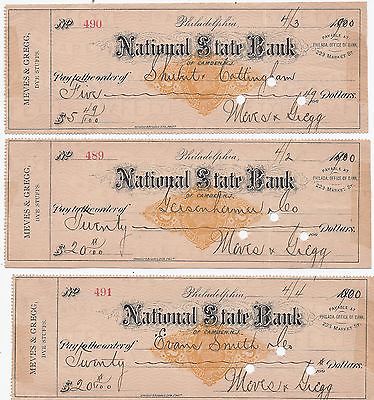 No 490 Philadelphia, 4/3 1900
National State Bank
OF CAMDEN, N.J.
PAYABLE AT
PHILADA. OFFICE OF BANK,
223 MARKET ST.
MEVES & GREGG,
DYE STUFFS.
Pay to the order of Shubert & Cottingham
Five 49/100 Dollars.
$5 49/100 Meves & Gregg
No 489 Philadelphia, 4/2 1900
National State Bank
OF CAMDEN, N.J.
PAYABLE AT
PHILADA. OFFICE OF BANK,
223 MARKET ST.
MEVES & GREGG,
DYE STUFFS.
Pay to the order of Geisenheimer & Co
Twenty Dollars.
$20 /100 Meves & Gregg
No 491 Philadelphia, 4/4 1900
National State Bank
OF CAMDEN, N.J.
PAYABLE AT
PHILADA. OFFICE OF BANK,
223 MARKET ST.
MEVES & GREGG,
DYE STUFFS.
Pay to the order of Evans Smith & Co
Twenty Dollars.
$20 /100 Meves & Gregg